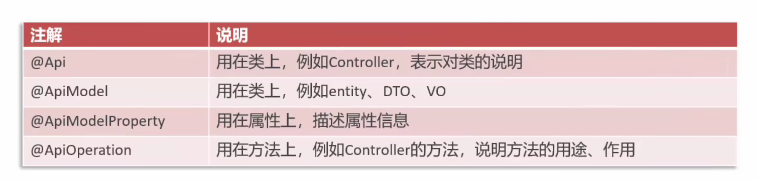 注解 说明
@Api 用在类上，例如Controller，表示对类的说明
@ApiModel 用在类上，例如entity、DTO、VO
@ApiModelProperty 用在属性上，描述属性信息
@ApiOperation 用在方法上，例如Controller的方法，说明方法的用途、作用